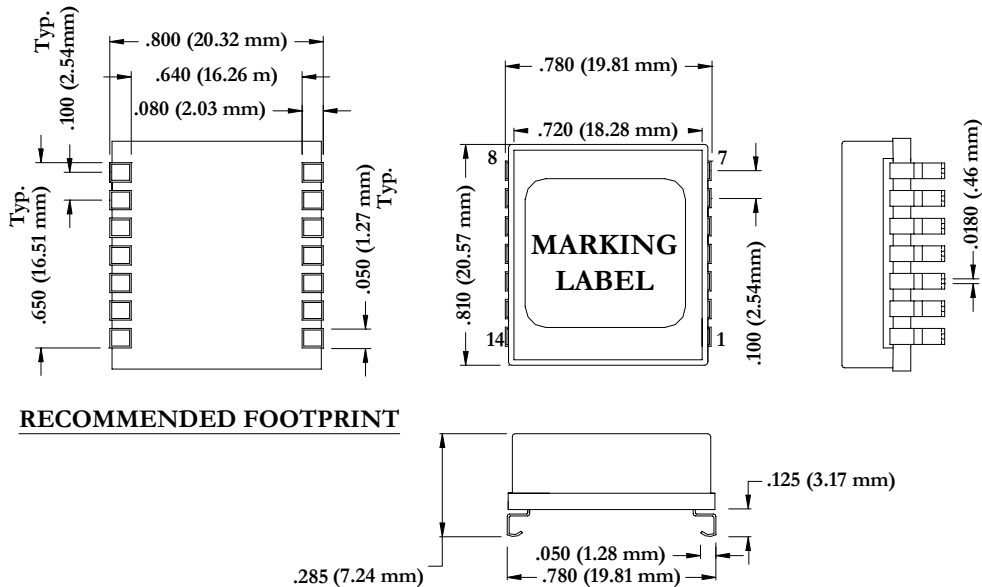 Typ.
.100 (2.54mm)
.800 (20.32 mm)
.640 (16.26 m)
.080 (2.03 mm)
Typ.
.650 (16.51 mm)
.050 (1.27 mm)
Typ.
RECOMMENDED FOOTPRINT
.780 (19.81 mm)
.720 (18.28 mm)
8
7
.810 (20.57 mm)
MARKING
LABEL
.100 (2.54mm)
14
1
.0180 (.46 mm)
.125 (3.17 mm)
.050 (1.28 mm)
.285 (7.24 mm)
.780 (19.81 mm)